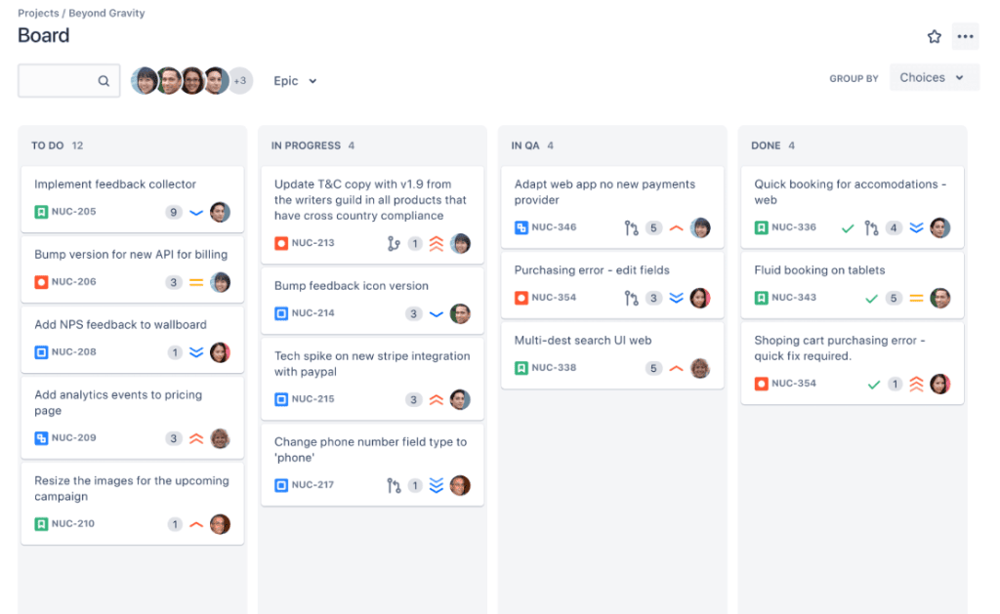 Projects / Beyond Gravity
Board
+3
Epic
GROUP BY
Choices
TO DO 12
Implement feedback collector
NUC-205
9
Bump version for new API for billing
NUC-206
3
Add NPS feedback to wallboard
NUC-208
1
Add analytics events to pricing
page
NUC-209
3
Resize the images for the upcoming
campaign
NUC-210
1
IN PROGRESS 4
Update T&C copy with v1.9 from
the writers guild in all products that
have cross country compliance
NUC-213
1
Bump feedback icon version
NUC-214
3
Tech spike on new stripe integration
with paypal
NUC-215
3
Change phone number field type to
'phone'
NUC-217
1
IN QA 4
Adapt web app no new payments
provider
NUC-346
5
Purchasing error - edit fields
NUC-354
3
Multi-dest search UI web
NUC-338
5
DONE 4
Quick booking for accomodations -
web
NUC-336
4
Fluid booking on tablets
NUC-343
5
Shoping cart purchasing error -
quick fix required.
NUC-354
1